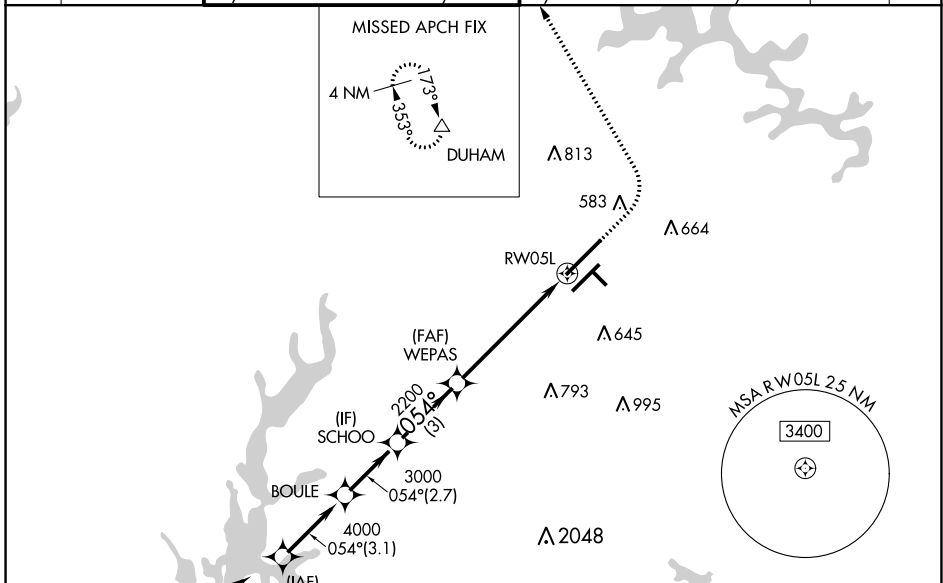 MISSED APCH FIX
4 NM
173°
353°
DUHAM
813
583
664
RW05L
645
(FAF)
WEPAS
793
995
MSA RW05L 25 NM
3400
2200
054°
(3)
(IF)
SCHOO
3000
054°(2.7)
BOULE
4000
054°(3.1)
2048
(IAF)